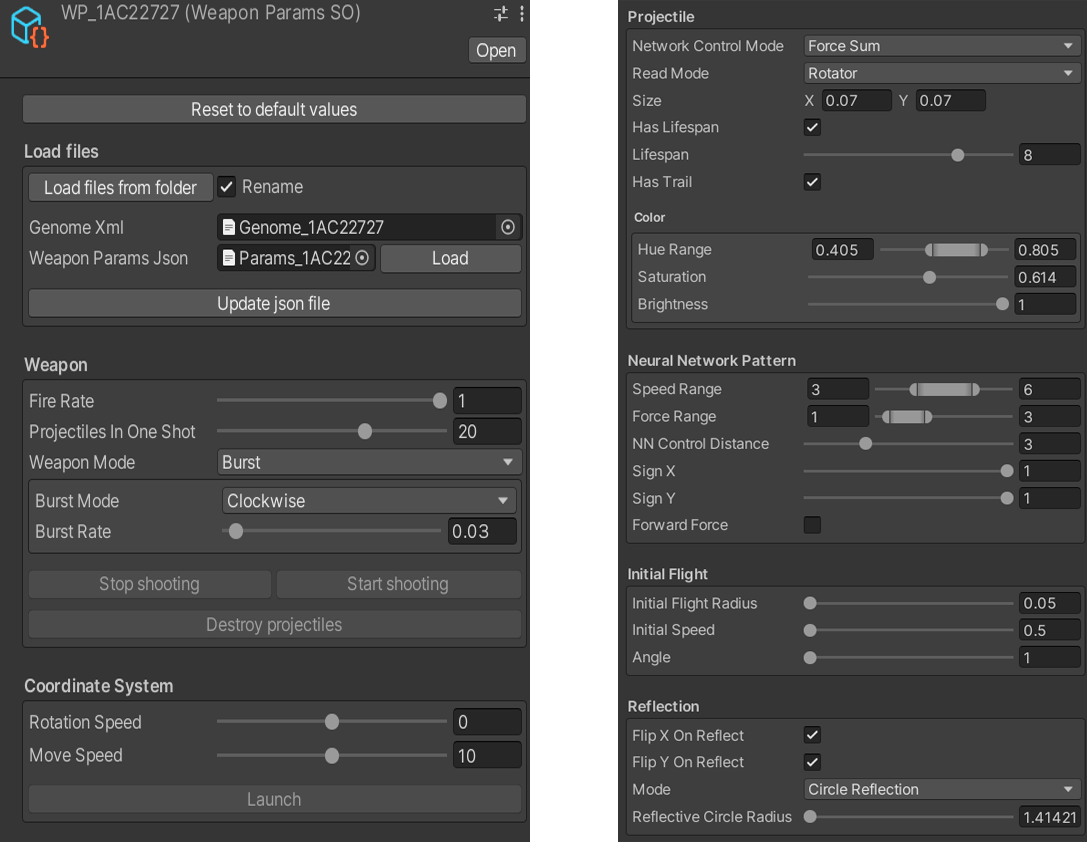 WP_1AC22727 (Weapon Params SO)
Open
Reset to default values
Load files
Load files from folder Rename
Genome Xml Genome_1AC22727
Weapon Params Json Params_1AC22 Load
Update json file
Weapon
Fire Rate 1
Projectiles In One Shot 20
Weapon Mode Burst
Burst Mode Clockwise
Burst Rate 0.03
Stop shooting Start shooting
Destroy projectiles
Coordinate System
Rotation Speed 0
Move Speed 10
Launch
Projectile
Network Control Mode Force Sum
Read Mode Rotator
Size X 0.07 Y 0.07
Has Lifespan
Lifespan 8
Has Trail
Color
Hue Range 0.405 0.805
Saturation 0.614
Brightness 1
Neural Network Pattern
Speed Range 3 6
Force Range 1 3
NN Control Distance 3
Sign X 1
Sign Y 1
Forward Force
Initial Flight
Initial Flight Radius 0.05
Initial Speed 0.5
Angle 1
Reflection
Flip X On Reflect
Flip Y On Reflect
Mode Circle Reflection
Reflective Circle Radius 1.41421